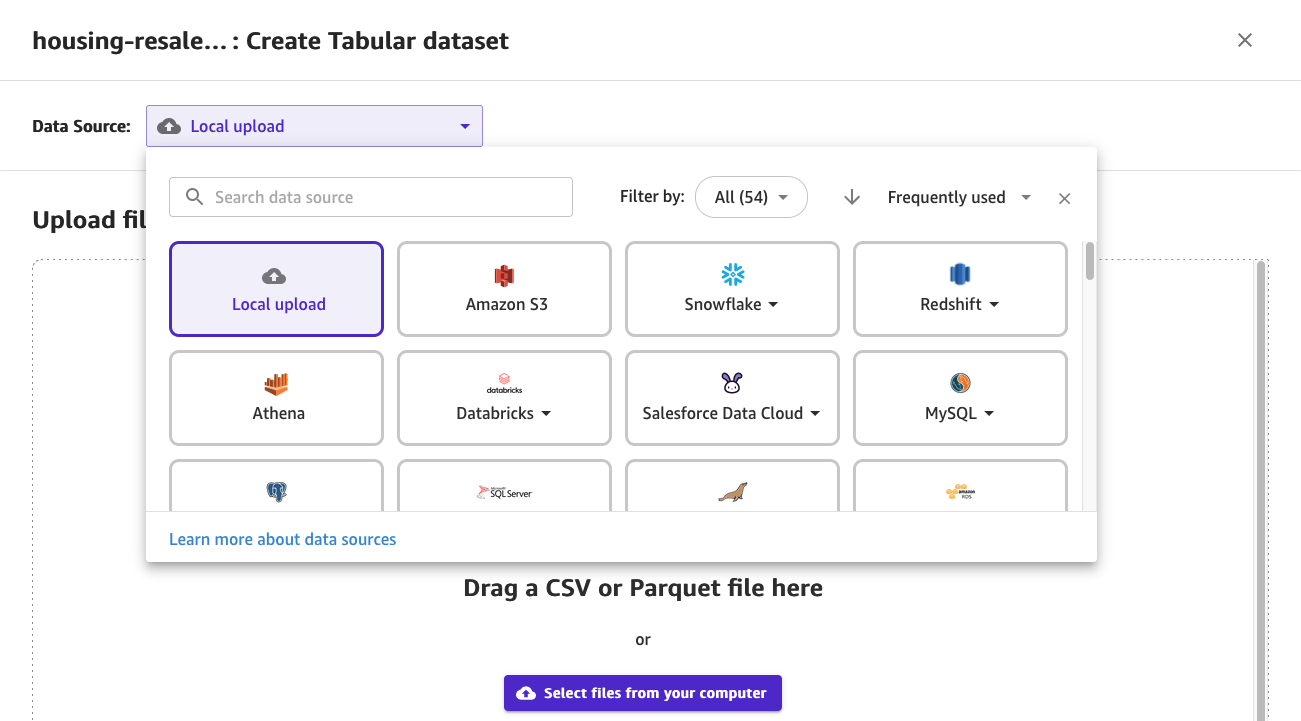 housing-resale... : Create Tabular dataset
Data Source:
Local upload
Search data source
Filter by:
All (54)
Frequently used
Upload fil
Local upload
Amazon S3
Snowflake
Redshift
Athena
databricks
Databricks
Salesforce Data Cloud
MySQL
Microsoft
SQL Server
amazon
RDS
Learn more about data sources
Drag a CSV or Parquet file here
or
Select files from your computer